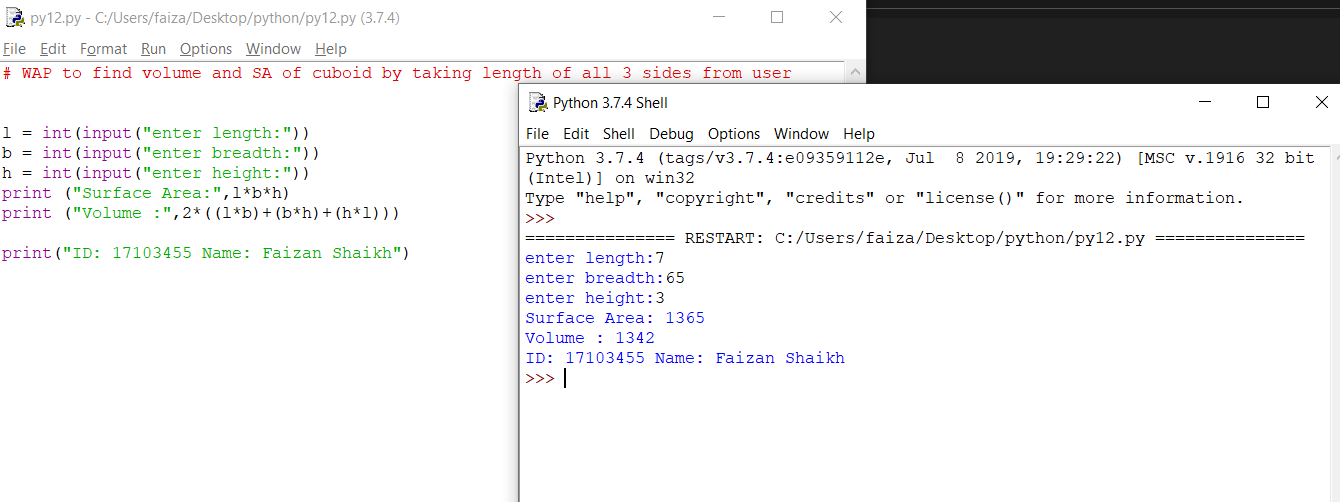 py12.py - C:/Users/faiza/Desktop/python/py12.py (3.7.4)
File Edit Format Run Options Window Help
# WAP to find volume and SA of cuboid by taking length of all 3 sides from user
l = int(input("enter length:"))
b = int(input("enter breadth:"))
h = int(input("enter height:"))
print ("Surface Area:",l*b*h)
print ("Volume :",2*((l*b)+(b*h)+(h*l)))
print("ID: 17103455 Name: Faizan Shaikh")
Python 3.7.4 Shell
File Edit Shell Debug Options Window Help
Python 3.7.4 (tags/v3.7.4:e09359112e, Jul  8 2019, 19:29:22) [MSC v.1916 32 bit
(Intel)] on win32
Type "help", "copyright", "credits" or "license()" for more information.
>>>
=============== RESTART: C:/Users/faiza/Desktop/python/py12.py ===============
enter length:7
enter breadth:65
enter height:3
Surface Area: 1365
Volume : 1342
ID: 17103455 Name: Faizan Shaikh
>>>